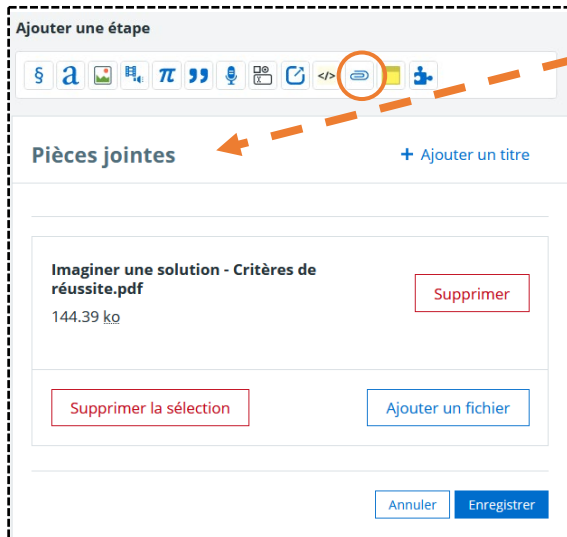 Ajouter une étape
§ a π </>
Pièces jointes
+ Ajouter un titre
Imaginer une solution - Critères de
réussite.pdf
144.39 ko
Supprimer
Supprimer la sélection
Ajouter un fichier
Annuler
Enregistrer